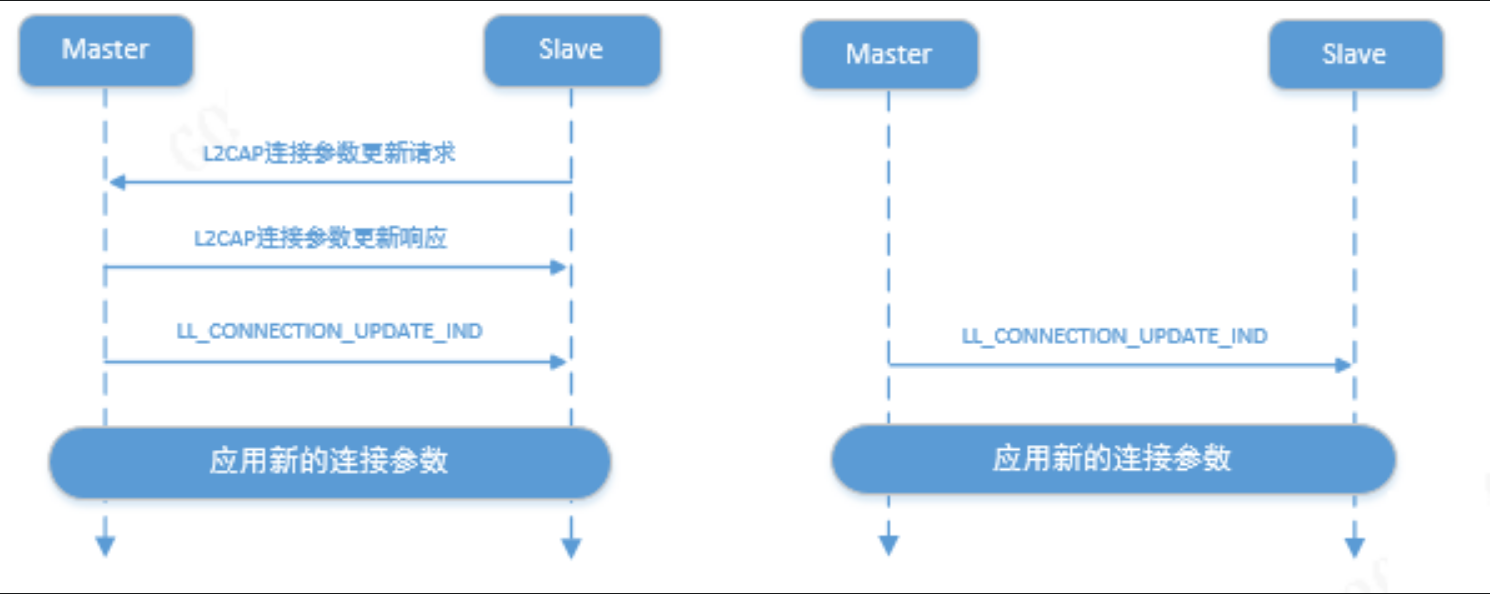 Master
Slave
L2CAP连接参数更新请求
L2CAP连接参数更新响应
LL_CONNECTION_UPDATE_IND
应用新的连接参数
Master
Slave
LL_CONNECTION_UPDATE_IND
应用新的连接参数